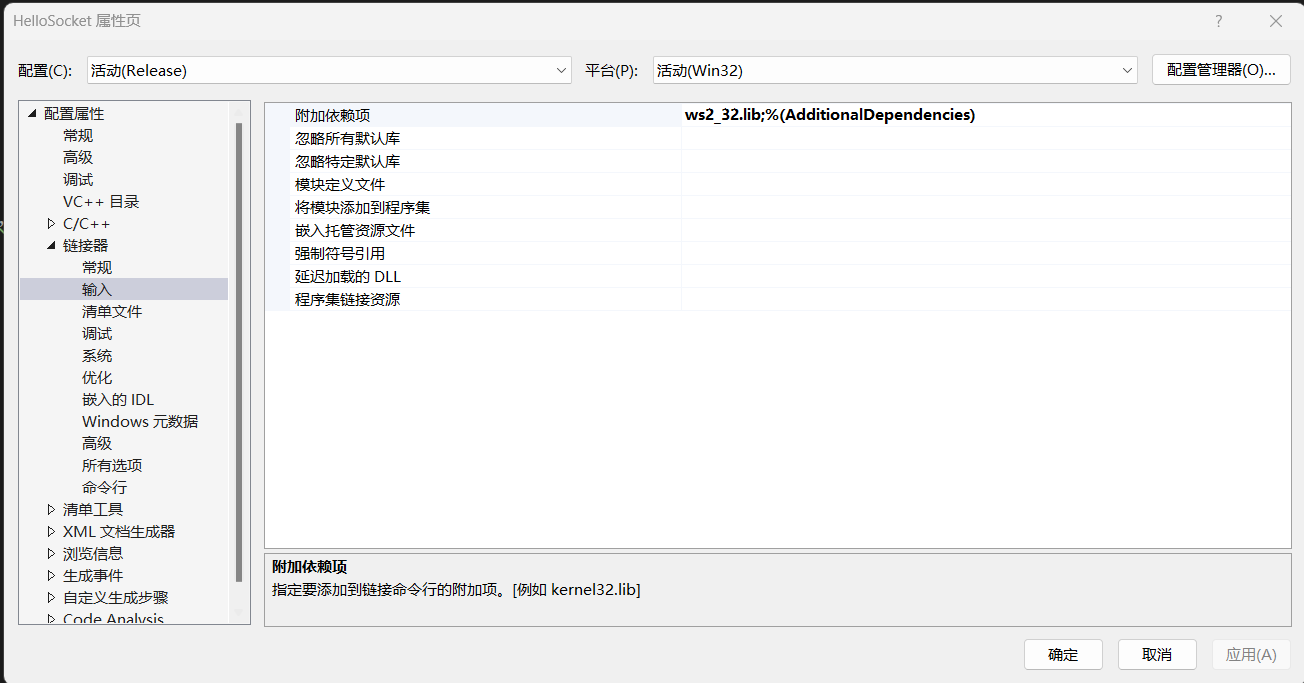 HelloSocket 属性页
配置(C): 活动(Release) 平台(P): 活动(Win32) 配置管理器(O)...
配置属性
常规
高级
调试
VC++ 目录
C/C++
链接器
常规
输入
清单文件
调试
系统
优化
嵌入的 IDL
Windows 元数据
高级
所有选项
命令行
清单工具
XML 文档生成器
浏览信息
生成事件
自定义生成步骤
Code Analysis
附加依赖项 ws2_32.lib;%(AdditionalDependencies)
忽略所有默认库
忽略特定默认库
模块定义文件
将模块添加到程序集
嵌入托管资源文件
强制符号引用
延迟加载的 DLL
程序集链接资源
附加依赖项
指定要添加到链接命令行的附加项。[例如 kernel32.lib]
确定 取消 应用(A)